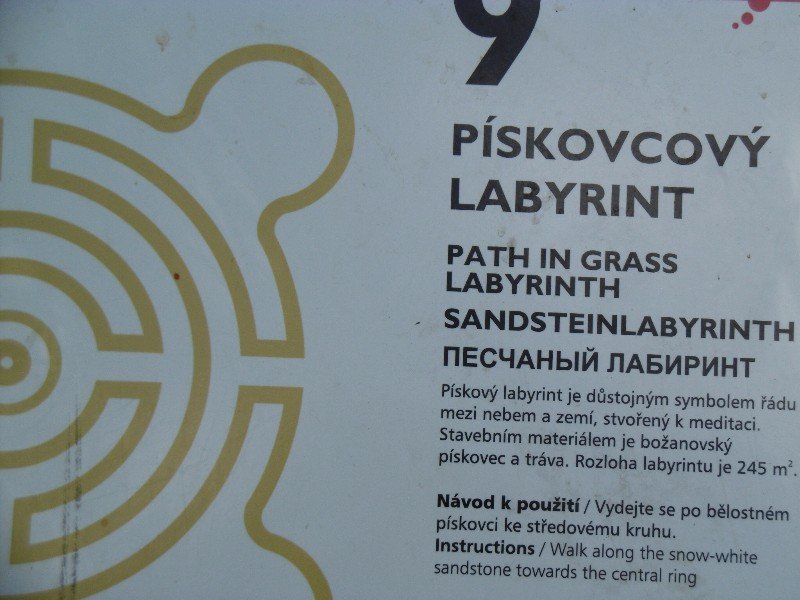 9
PÍSKOVCOVÝ
LABYRINT
PATH IN GRASS
LABYRINTH
SANDSTEINLABYRINTH
ПЕСЧАНЫЙ ЛАБИРИНТ
Pískový labyrint je důstojným symbolem řádu
mezi nebem a zemí, stvořený k meditaci.
Stavebním materiálem je božanovský
pískovec a tráva. Rozloha labyrintu je 245 m².
Návod k použití / Vydejte se po bělostném
pískovci ke středovému kruhu.
Instructions / Walk along the snow-white
sandstone towards the central ring